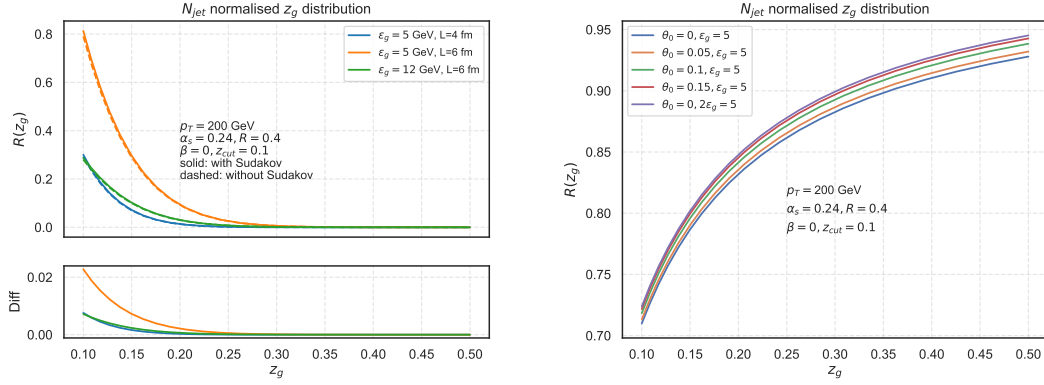 N_jet normalised z_g distribution
R(z_g)
0.8
0.6
0.4
0.2
0.0
ε_g = 5 GeV, L=4 fm
ε_g = 5 GeV, L=6 fm
ε_g = 12 GeV, L=6 fm
p_T = 200 GeV
α_s = 0.24, R = 0.4
β = 0, z_cut = 0.1
solid: with Sudakov
dashed: without Sudakov
Diff
0.02
0.00
0.10 0.15 0.20 0.25 0.30 0.35 0.40 0.45 0.50
z_g
N_jet normalised z_g distribution
R(z_g)
0.95
0.90
0.85
0.80
0.75
0.70
θ_0 = 0, ε_g = 5
θ_0 = 0.05, ε_g = 5
θ_0 = 0.1, ε_g = 5
θ_0 = 0.15, ε_g = 5
θ_0 = 0, 2ε_g = 5
p_T = 200 GeV
α_s = 0.24, R = 0.4
β = 0, z_cut = 0.1
0.10 0.15 0.20 0.25 0.30 0.35 0.40 0.45 0.50
z_g